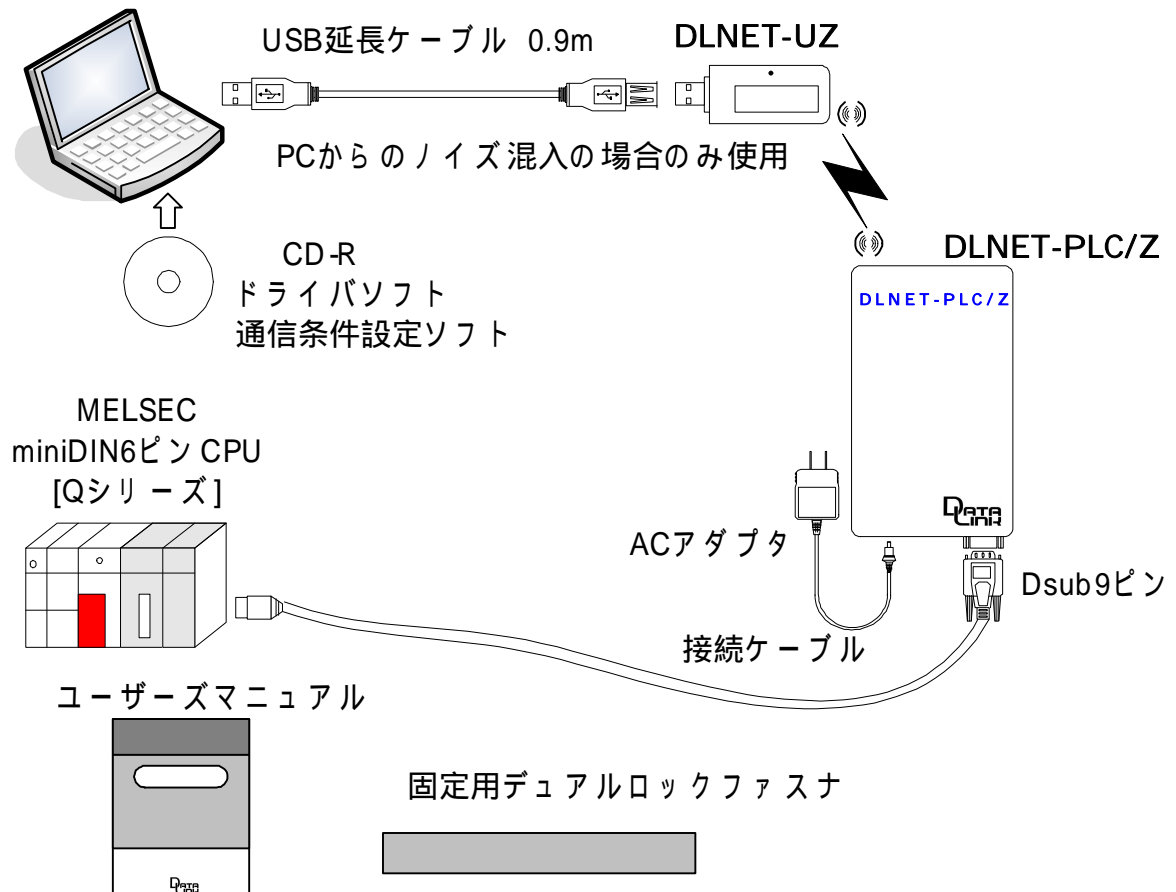 USB延長ケーブル 0.9m
DLNET-UZ
PCからのノイズ混入の場合のみ使用
DLNET-PLC/Z
DLNET-PLC/Z
CD-R
ドライバソフト
通信条件設定ソフト
MELSEC
miniDIN6ピン CPU
[Qシリーズ]
DATA
LINK
ACアダプタ
Dsub9ピン
接続ケーブル
ユーザーズマニュアル
固定用デュアルロックファスナ
DATA
LINK